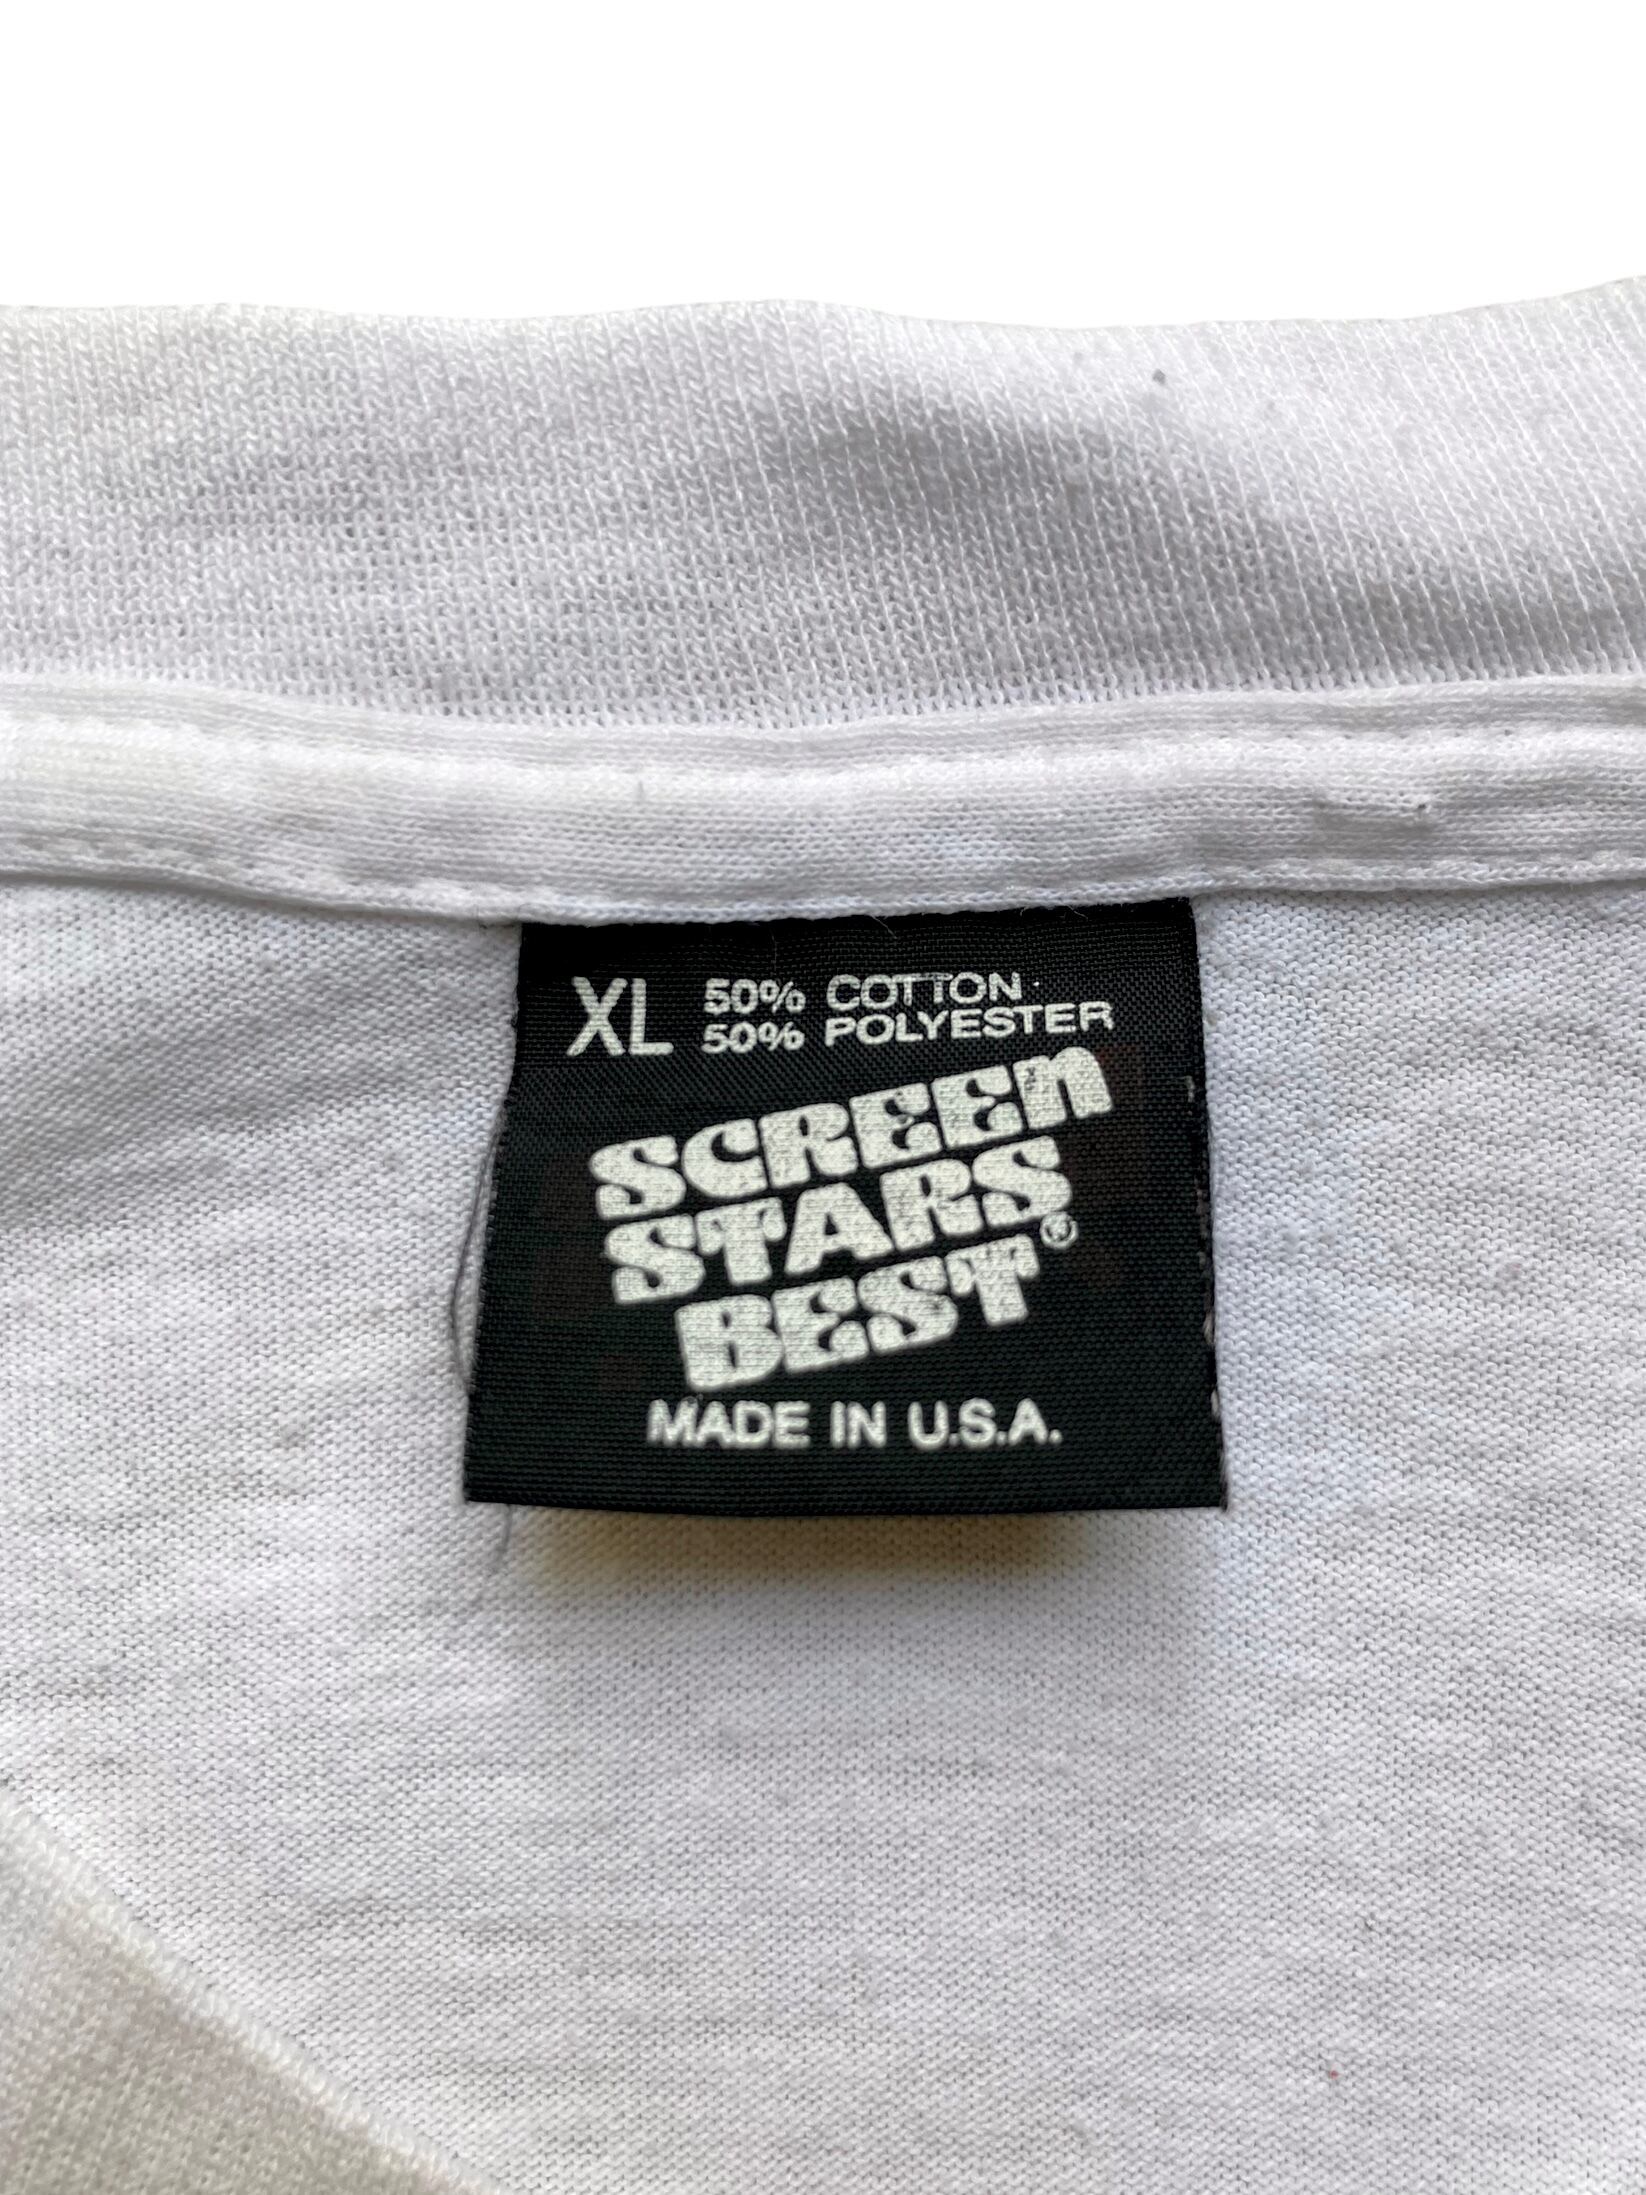 XL 50% COTTON
50% POLYESTER
SCREEN
STARS
BEST®
MADE IN U.S.A.